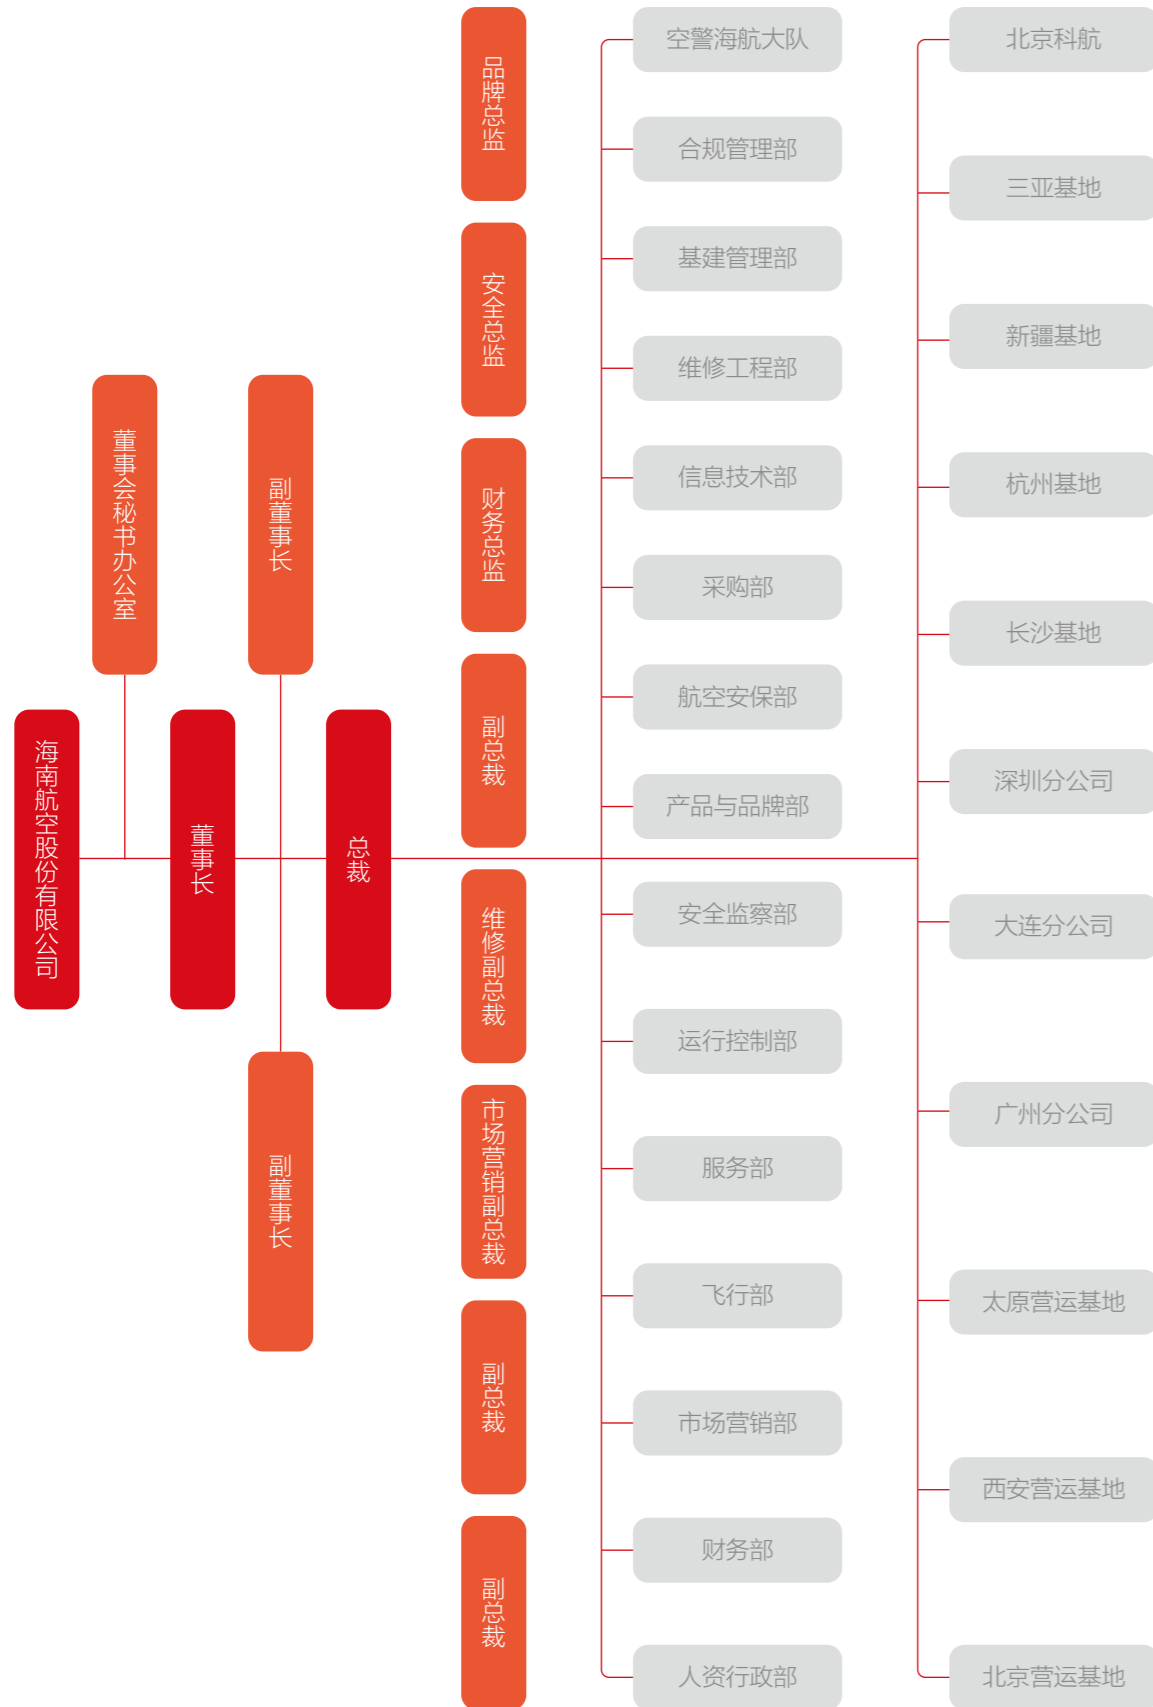 海南航空股份有限公司
董事会秘书办公室
董事长
副董事长
副董事长
总裁
品牌总监
安全总监
财务总监
副总裁
维修副总裁
市场营销副总裁
副总裁
副总裁
空警海航大队
合规管理部
基建管理部
维修工程部
信息技术部
采购部
航空安保部
产品与品牌部
安全监察部
运行控制部
服务部
飞行部
市场营销部
财务部
人资行政部
北京科航
三亚基地
新疆基地
杭州基地
长沙基地
深圳分公司
大连分公司
广州分公司
太原营运基地
西安营运基地
北京营运基地